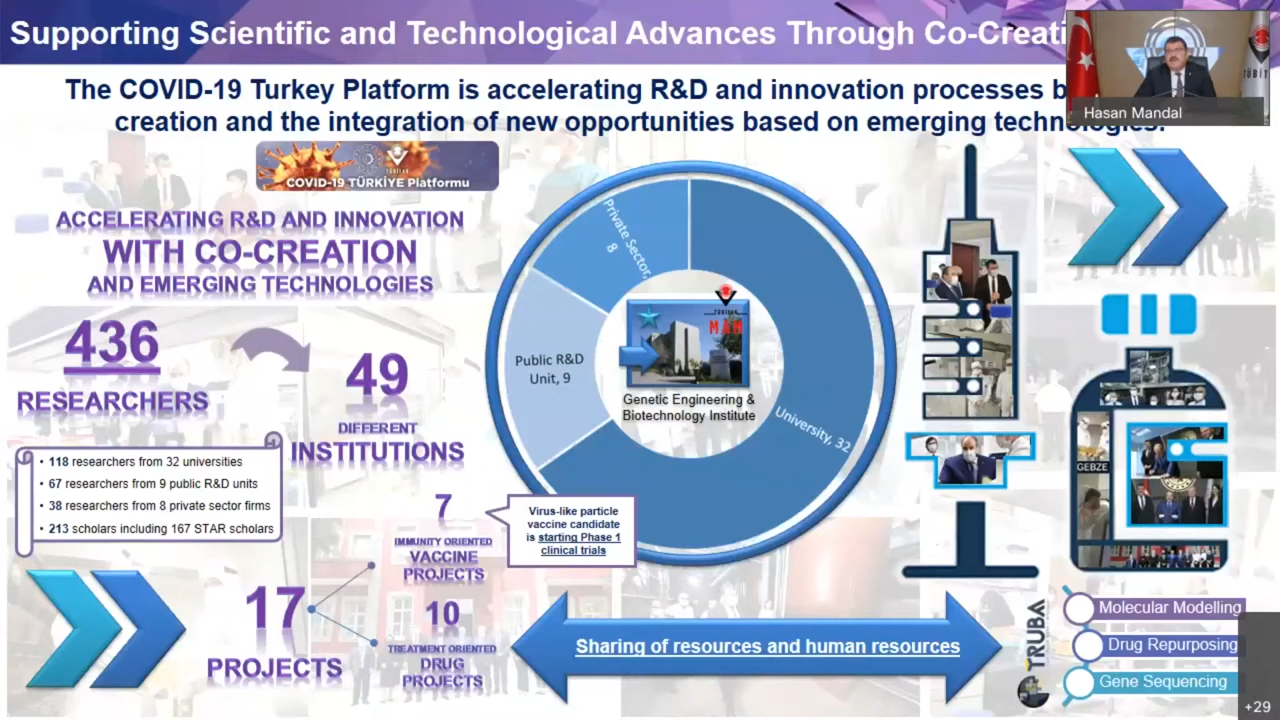 Supporting Scientific and Technological Advances Through Co-Creati
Hasan Mandal
The COVID-19 Turkey Platform is accelerating R&D and innovation processes b
creation and the integration of new opportunities based on emerging technologies.
COVID-19 TÜRKİYE Platformu
ACCELERATING R&D AND INNOVATION
WITH CO-CREATION
AND EMERGING TECHNOLOGIES
436
RESEARCHERS
49
DIFFERENT
INSTITUTIONS
• 118 researchers from 32 universities
• 67 researchers from 9 public R&D units
• 38 researchers from 8 private sector firms
• 213 scholars including 167 STAR scholars
17
PROJECTS
7
IMMUNITY ORIENTED
VACCINE
PROJECTS
10
TREATMENT ORIENTED
DRUG
PROJECTS
Virus-like particle
vaccine candidate
is starting Phase 1
clinical trials
Private Sector,
8
Public R&D
Unit, 9
University, 32
TÜBİTAK
MAM
Genetic Engineering &
Biotechnology Institute
GEBZE
Sharing of resources and human resources
TRUBA
Molecular Modelling
Drug Repurposing
Gene Sequencing
+29